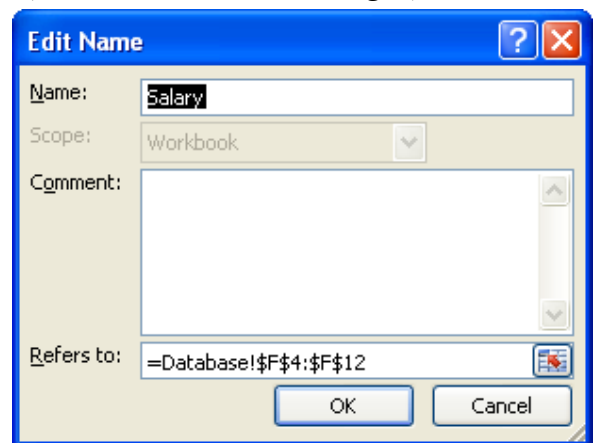 Edit Name
Name: Salary
Scope: Workbook
Comment:
Refers to: =Database!$F$4:$F$12
OK Cancel